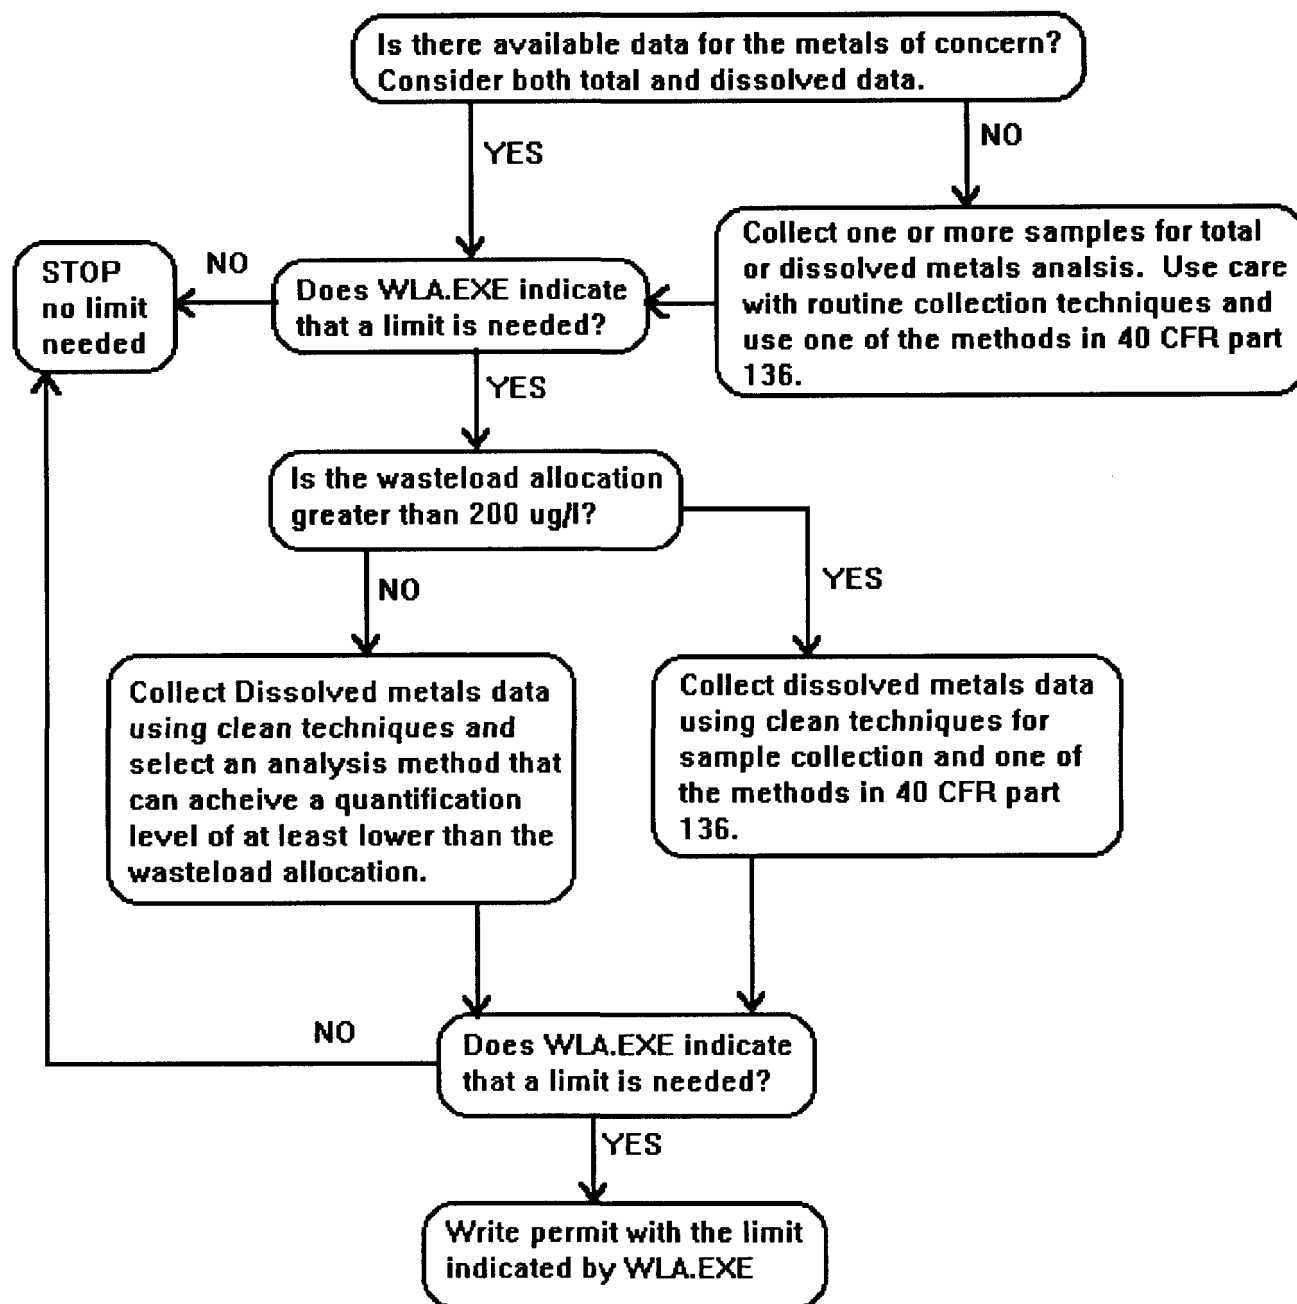 Is there available data for the metals of concern?
Consider both total and dissolved data.
YES
NO
STOP
no limit
needed
NO
Does WLA.EXE indicate
that a limit is needed?
Collect one or more samples for total
or dissolved metals analsis. Use care
with routine collection techniques and
use one of the methods in 40 CFR part
136.
YES
Is the wasteload allocation
greater than 200 ug/l?
NO
YES
Collect Dissolved metals data
using clean techniques and
select an analysis method that
can acheive a quantification
level of at least lower than the
wasteload allocation.
Collect dissolved metals data
using clean techniques for
sample collection and one of
the methods in 40 CFR part
136.
NO
Does WLA.EXE indicate
that a limit is needed?
YES
Write permit with the limit
indicated by WLA.EXE